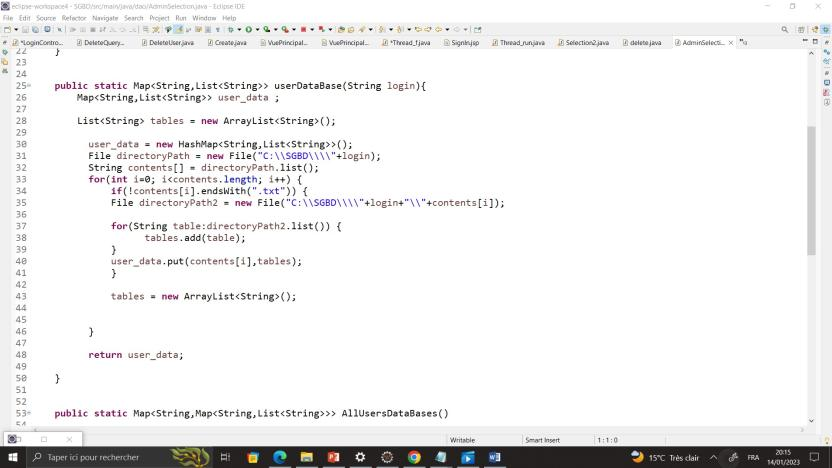 eclipse-workspace4 - SGBD/src/main/java/dao/AdminSelection.java - Eclipse IDE
File Edit Source Refactor Navigate Search Project Run Window Help
*LoginContro... DeleteQuery... DeleteUser.java Create.java VuePrincipal... VuePrincipal... *Thread_f.java SignIn.jsp Thread_run.java Selection2.java delete.java AdminSelecti...
22 }
23
24
25 public static Map<String,List<String>> userDataBase(String login){
26 Map<String,List<String>> user_data ;
27
28 List<String> tables = new ArrayList<String>();
29
30 user_data = new HashMap<String,List<String>>();
31 File directoryPath = new File("C:\\SGBD\\\\"+login);
32 String contents[] = directoryPath.list();
33 for(int i=0; i<contents.length; i++) {
34 if(!contents[i].endsWith(".txt")) {
35 File directoryPath2 = new File("C:\\SGBD\\\\"+login+"\\"+contents[i]);
36
37 for(String table:directoryPath2.list()) {
38 tables.add(table);
39 }
40 user_data.put(contents[i],tables);
41 }
42
43 tables = new ArrayList<String>();
44
45
46 }
47
48 return user_data;
49
50 }
51
52
53 public static Map<String,Map<String,List<String>>> AllUsersDataBases()
54
Writable Smart Insert 1 : 1 : 0
Taper ici pour rechercher
15°C Très clair FRA 20:15
14/01/2023